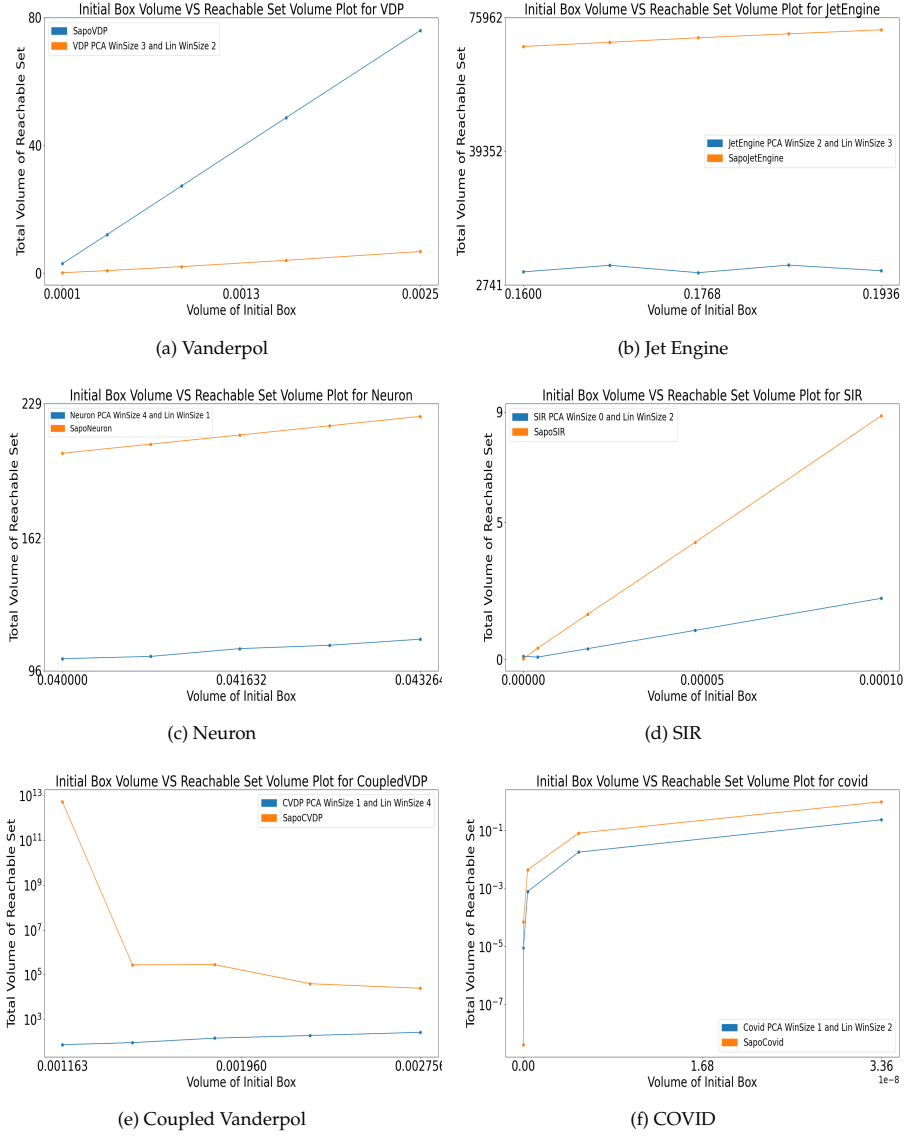 Initial Box Volume VS Reachable Set Volume Plot for VDP
80
40
0
Total Volume of Reachable Set
SapoVDP
VDP PCA WinSize 3 and Lin WinSize 2
0.0001
0.0013
0.0025
Volume of Initial Box
(a) Vanderpol
Initial Box Volume VS Reachable Set Volume Plot for JetEngine
75962
39352
2741
Total Volume of Reachable Set
JetEngine PCA WinSize 2 and Lin WinSize 3
SapoJetEngine
0.1600
0.1768
0.1936
Volume of Initial Box
(b) Jet Engine
Initial Box Volume VS Reachable Set Volume Plot for Neuron
229
162
96
Total Volume of Reachable Set
Neuron PCA WinSize 4 and Lin WinSize 1
SapoNeuron
0.040000
0.041632
0.043264
Volume of Initial Box
(c) Neuron
Initial Box Volume VS Reachable Set Volume Plot for SIR
9
5
0
Total Volume of Reachable Set
SIR PCA WinSize 0 and Lin WinSize 2
SapoSIR
0.00000
0.00005
0.00010
Volume of Initial Box
(d) SIR
Initial Box Volume VS Reachable Set Volume Plot for CoupledVDP
10¹³
10¹¹
10⁹
10⁷
10⁵
10³
Total Volume of Reachable Set
CVDP PCA WinSize 1 and Lin WinSize 4
SapoCVDP
0.001163
0.001960
0.002756
Volume of Initial Box
(e) Coupled Vanderpol
Initial Box Volume VS Reachable Set Volume Plot for covid
10⁻¹
10⁻³
10⁻⁵
10⁻⁷
Total Volume of Reachable Set
Covid PCA WinSize 1 and Lin WinSize 2
SapoCovid
0.00
1.68
3.36
1e-8
Volume of Initial Box
(f) COVID